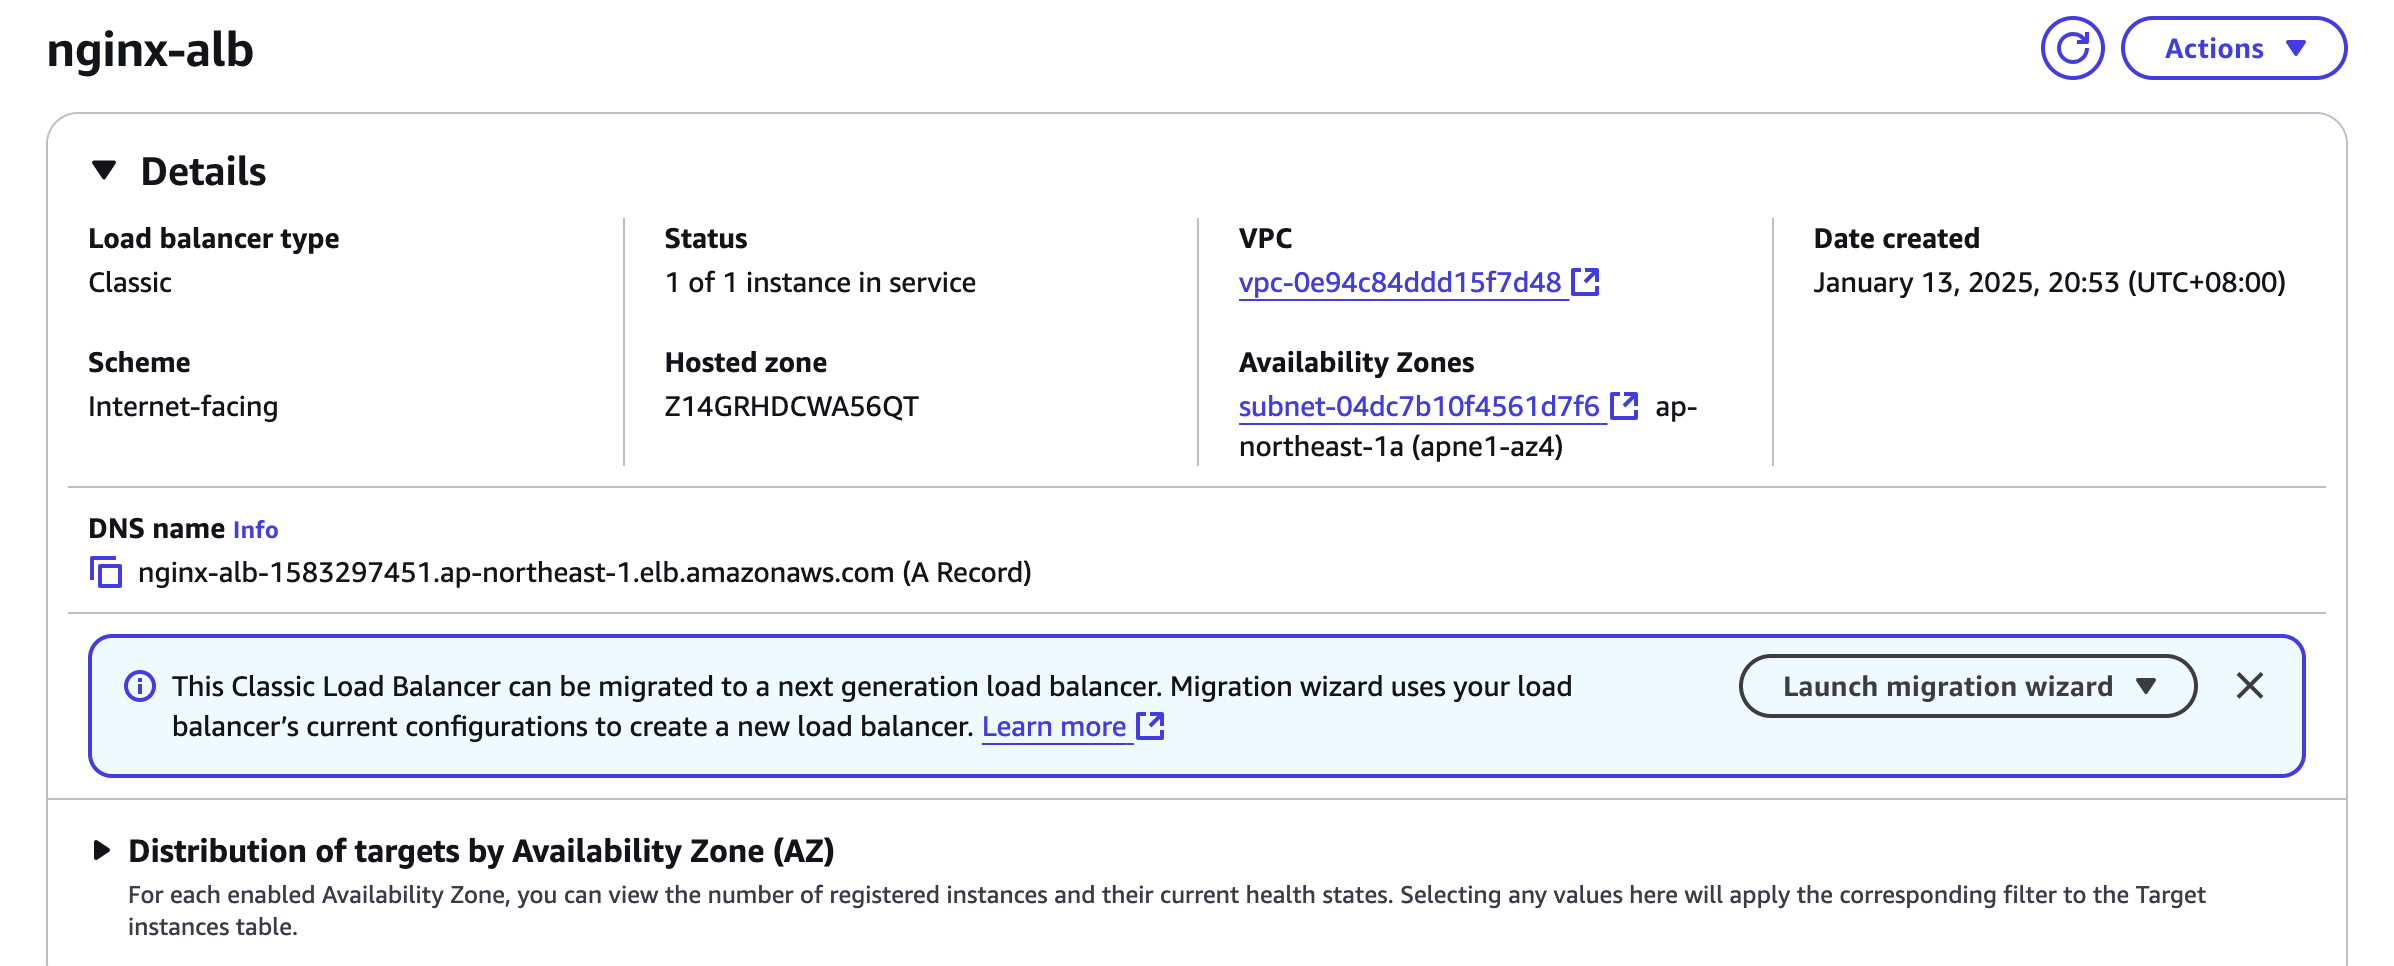 nginx-alb
Actions
Details
Load balancer type
Classic
Status
1 of 1 instance in service
VPC
vpc-0e94c84ddd15f7d48
Date created
January 13, 2025, 20:53 (UTC+08:00)
Scheme
Internet-facing
Hosted zone
Z14GRHDCWA56QT
Availability Zones
subnet-04dc7b10f4561d7f6 ap-
northeast-1a (apne1-az4)
DNS name Info
nginx-alb-1583297451.ap-northeast-1.elb.amazonaws.com (A Record)
This Classic Load Balancer can be migrated to a next generation load balancer. Migration wizard uses your load
balancer’s current configurations to create a new load balancer. Learn more
Launch migration wizard
Distribution of targets by Availability Zone (AZ)
For each enabled Availability Zone, you can view the number of registered instances and their current health states. Selecting any values here will apply the corresponding filter to the Target
instances table.